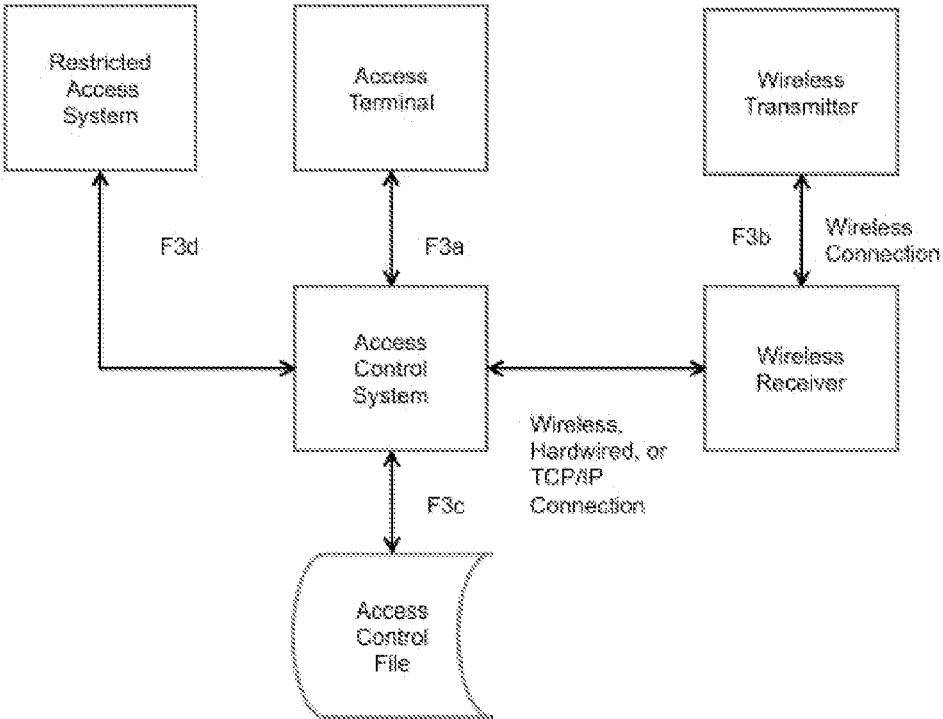 Restricted
Access
System
Access
Terminal
Wireless
Transmitter
F3d
F3a
F3b
Wireless
Connection
Access
Control
System
Wireless
Receiver
Wireless,
Hardwired, or
TCP/IP
Connection
F3c
Access
Control
File